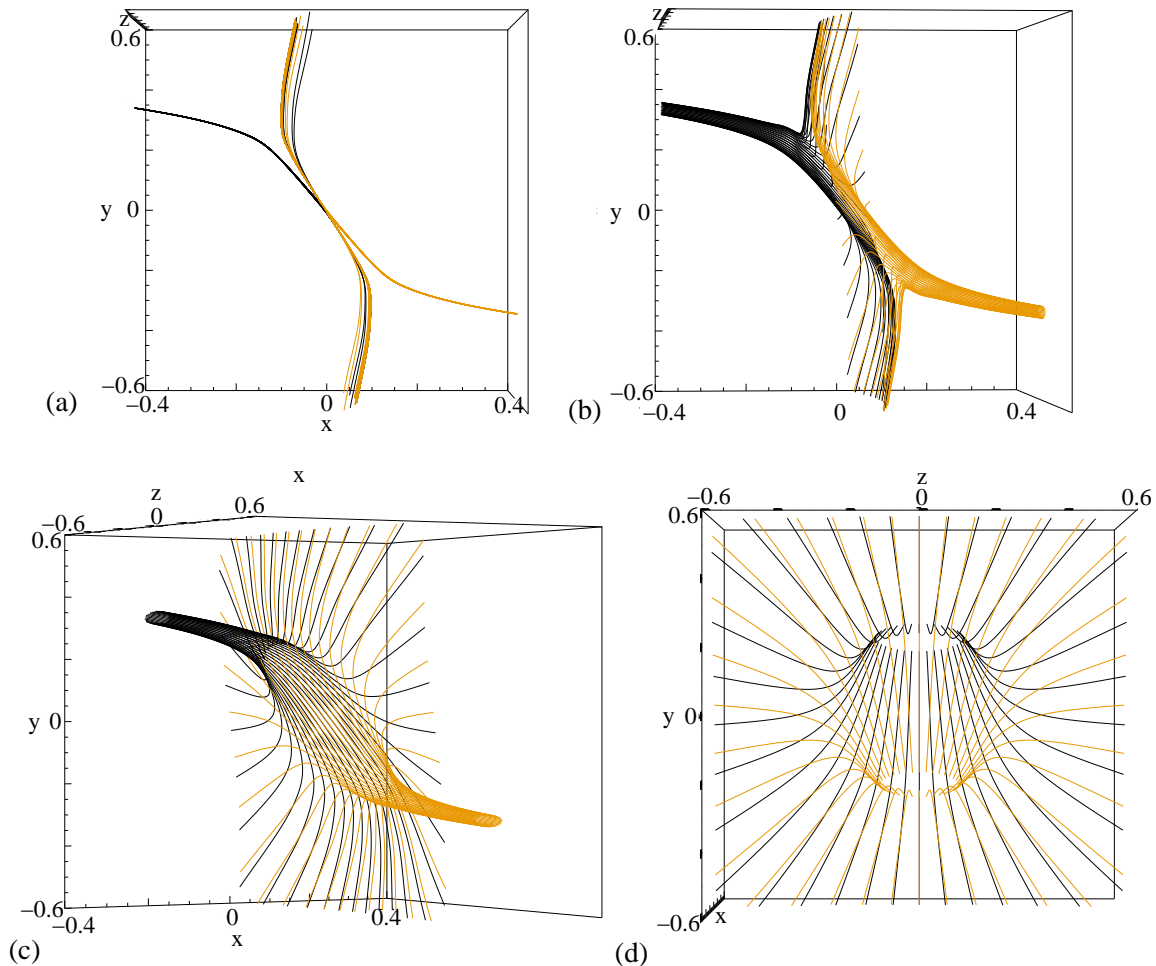 z z
0.6 0.6
y 0 y 0
−0.6 −0.6
(a) −0.4 0 0.4 (b) −0.4 0 0.4
x
x z
z −0.6 0 0.6
−0.6 0 0.6
0.6 0.6
y 0 y 0
−0.6 −0.6
−0.4 0 0.4 x
(c) x (d)